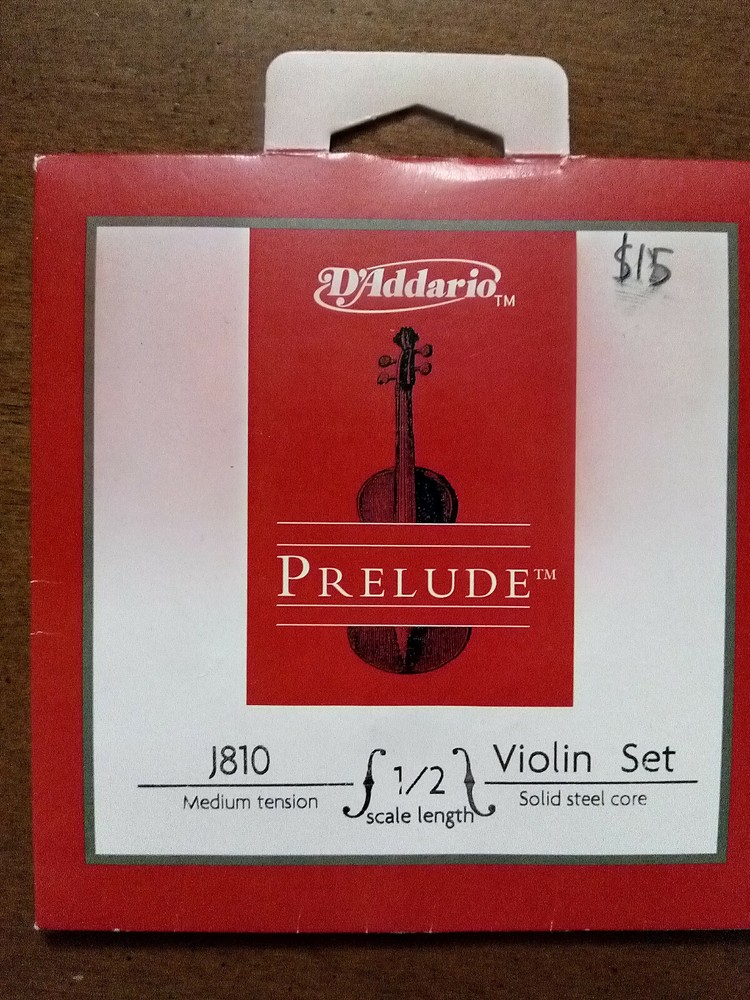 $15
D'Addario™
PRELUDE™
J810
Medium tension
1/2
scale length
Violin Set
Solid steel core